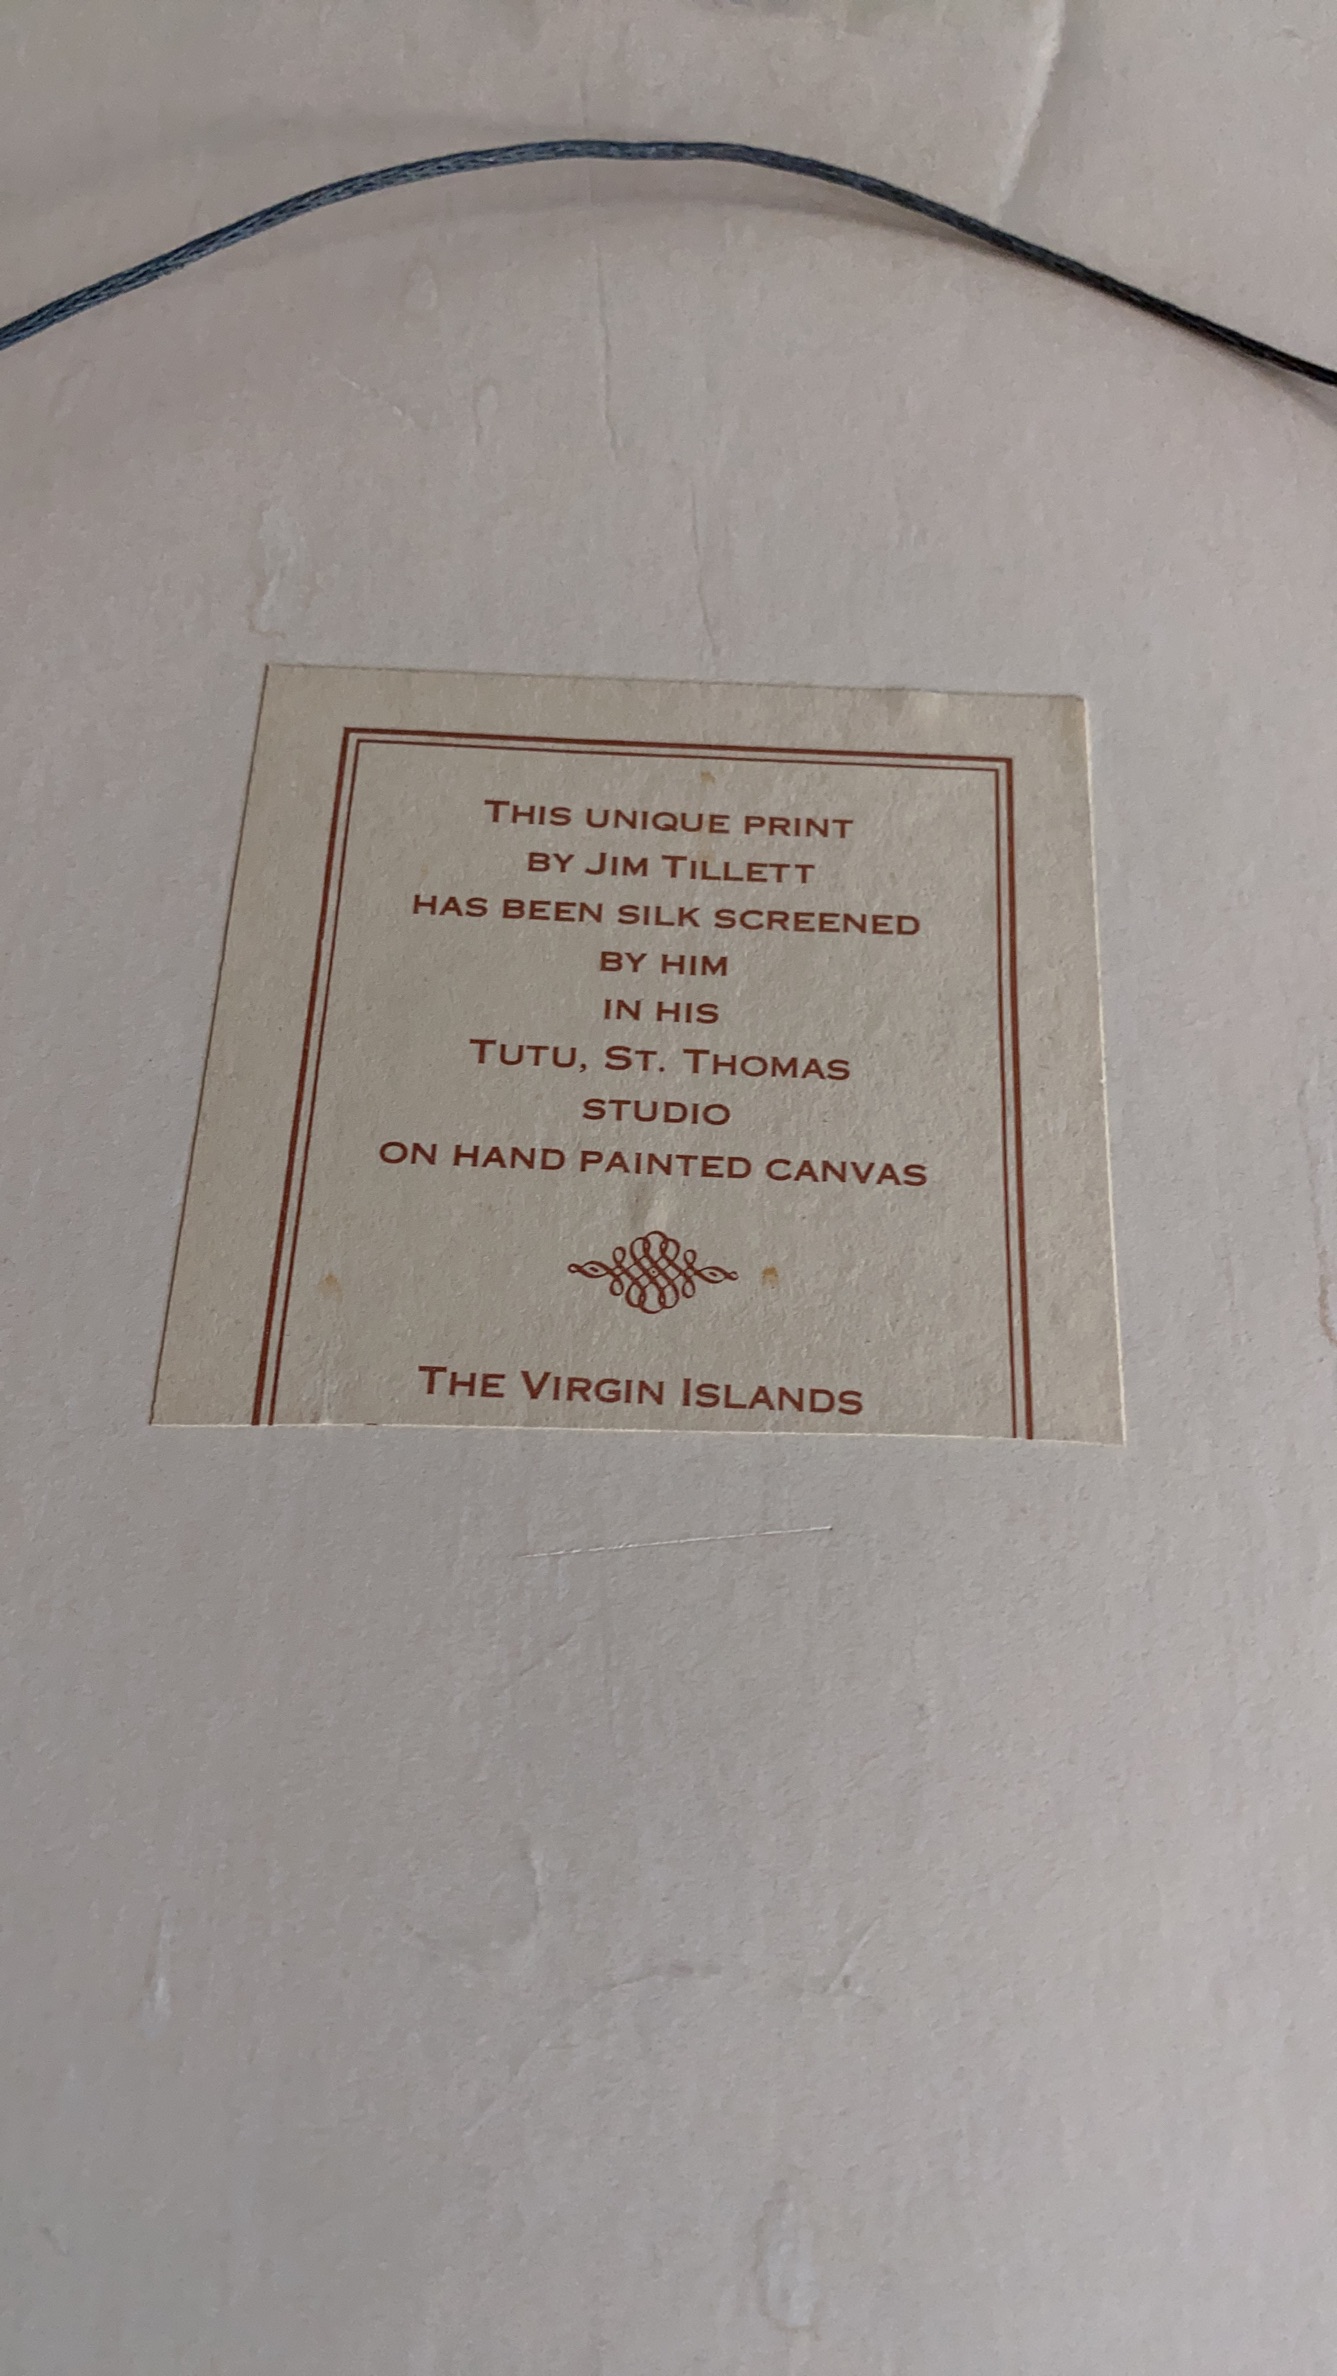 THIS UNIQUE PRINT
BY JIM TILLETT
HAS BEEN SILK SCREENED
BY HIM
IN HIS
TUTU, ST. THOMAS
STUDIO
ON HAND PAINTED CANVAS
THE VIRGIN ISLANDS